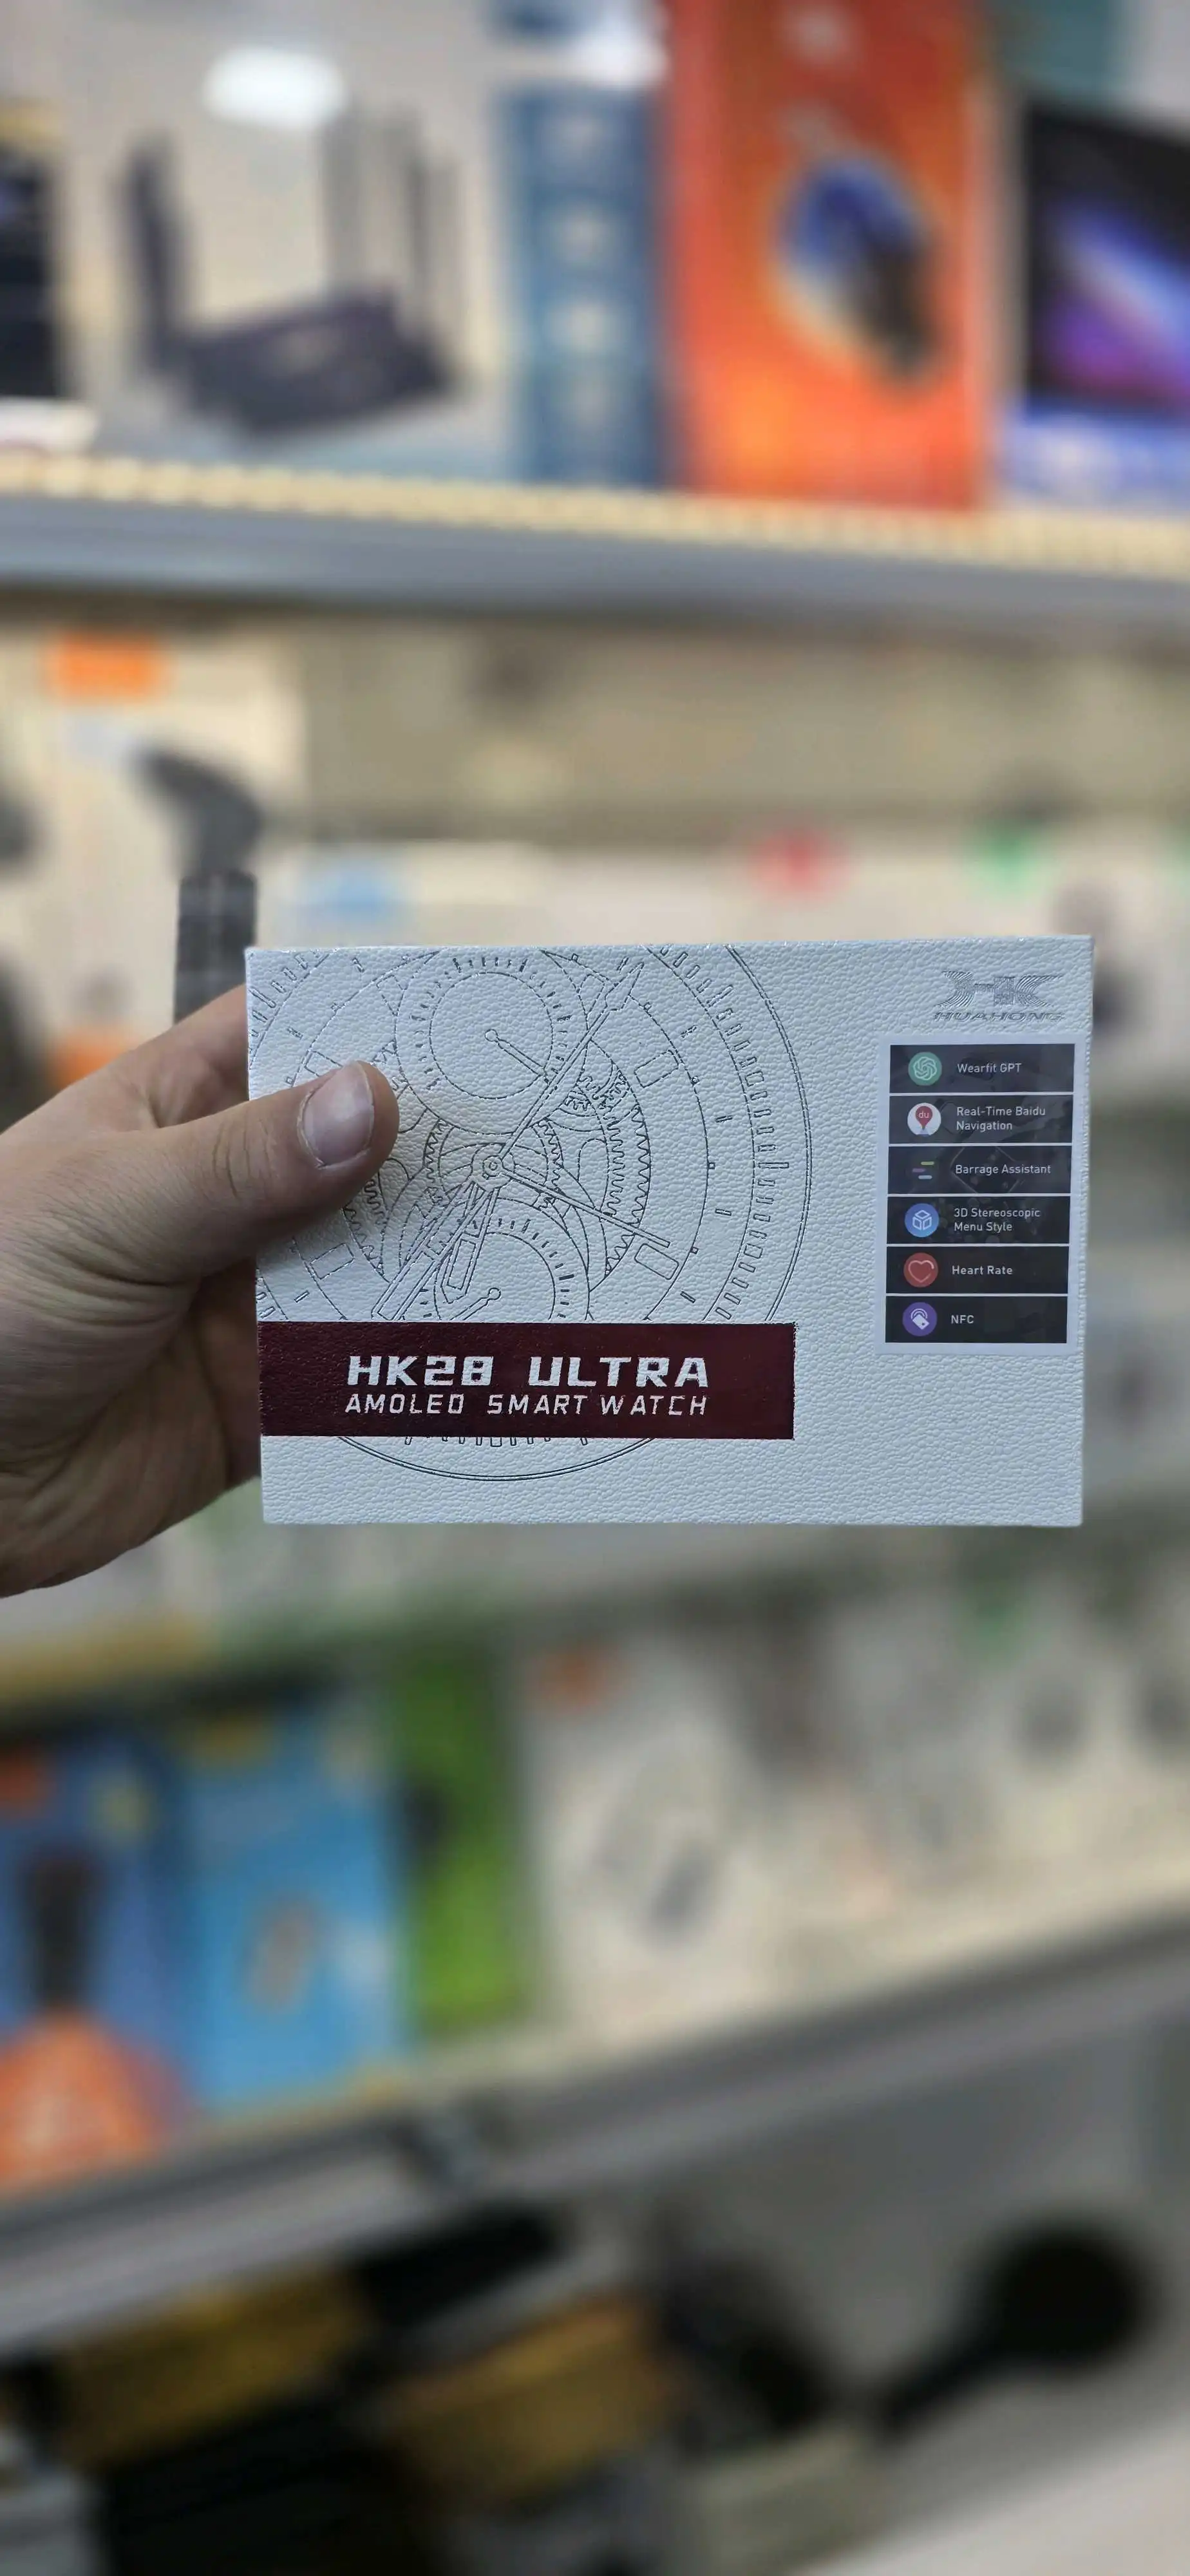 HUAHONG
Wearfit GPT
du
Real-Time Baidu
Navigation
Barrage Assistant
3D Stereoscopic
Menu Style
Heart Rate
NFC
HK28 ULTRA
AMOLED SMART WATCH